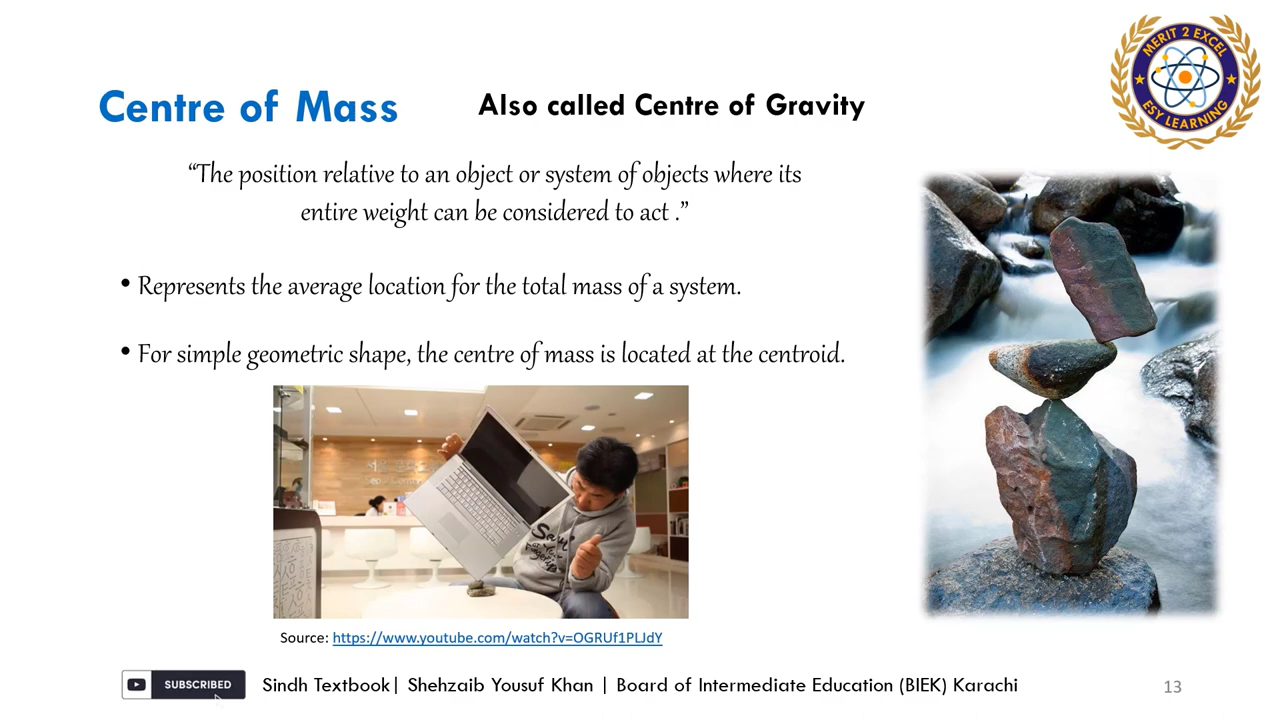 MERIT 2 EXCEL
ESY LEARNING
Centre of Mass
Also called Centre of Gravity
“The position relative to an object or system of objects where its
entire weight can be considered to act .”
• Represents the average location for the total mass of a system.
• For simple geometric shape, the centre of mass is located at the centroid.
Source: https://www.youtube.com/watch?v=OGRUf1PLJdY
SUBSCRIBED
Sindh Textbook| Shehzaib Yousuf Khan | Board of Intermediate Education (BIEK) Karachi
13